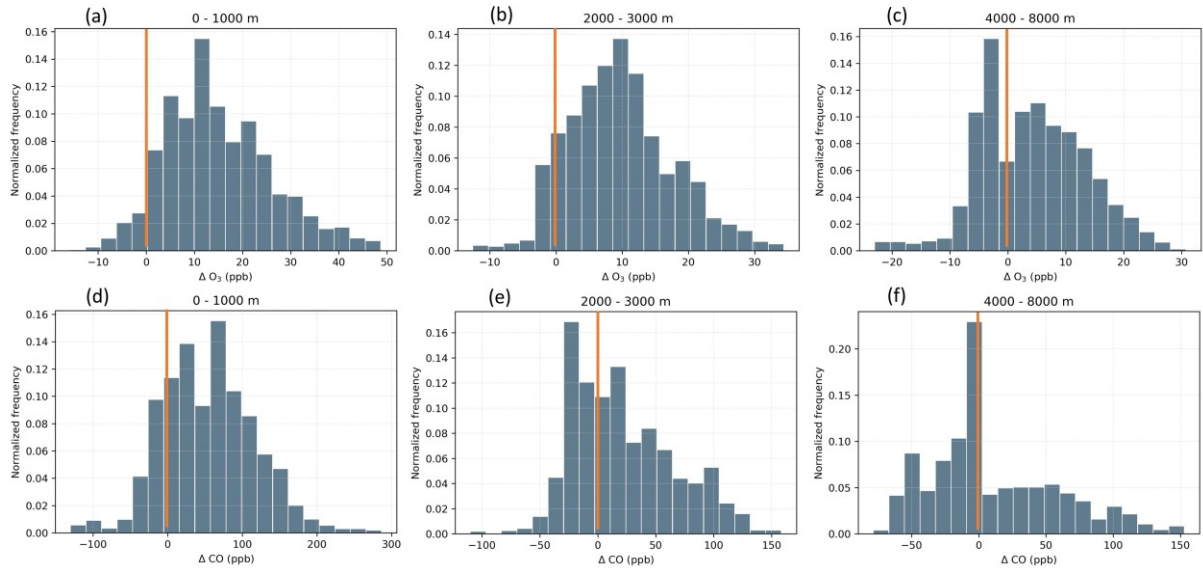 (a) 0 - 1000 m
0.16
0.14
0.12
0.10
0.08
0.06
0.04
0.02
0.00
Normalized frequency
−10 0 10 20 30 40 50
Δ O₃ (ppb)
(b) 2000 - 3000 m
0.14
0.12
0.10
0.08
0.06
0.04
0.02
0.00
Normalized frequency
−10 0 10 20 30
Δ O₃ (ppb)
(c) 4000 - 8000 m
0.16
0.14
0.12
0.10
0.08
0.06
0.04
0.02
0.00
Normalized frequency
−20 −10 0 10 20 30
Δ O₃ (ppb)
(d) 0 - 1000 m
0.16
0.14
0.12
0.10
0.08
0.06
0.04
0.02
0.00
Normalized frequency
−100 0 100 200 300
Δ CO (ppb)
(e) 2000 - 3000 m
0.16
0.14
0.12
0.10
0.08
0.06
0.04
0.02
0.00
Normalized frequency
−100 −50 0 50 100 150
Δ CO (ppb)
(f) 4000 - 8000 m
0.20
0.15
0.10
0.05
0.00
Normalized frequency
−50 0 50 100 150
Δ CO (ppb)